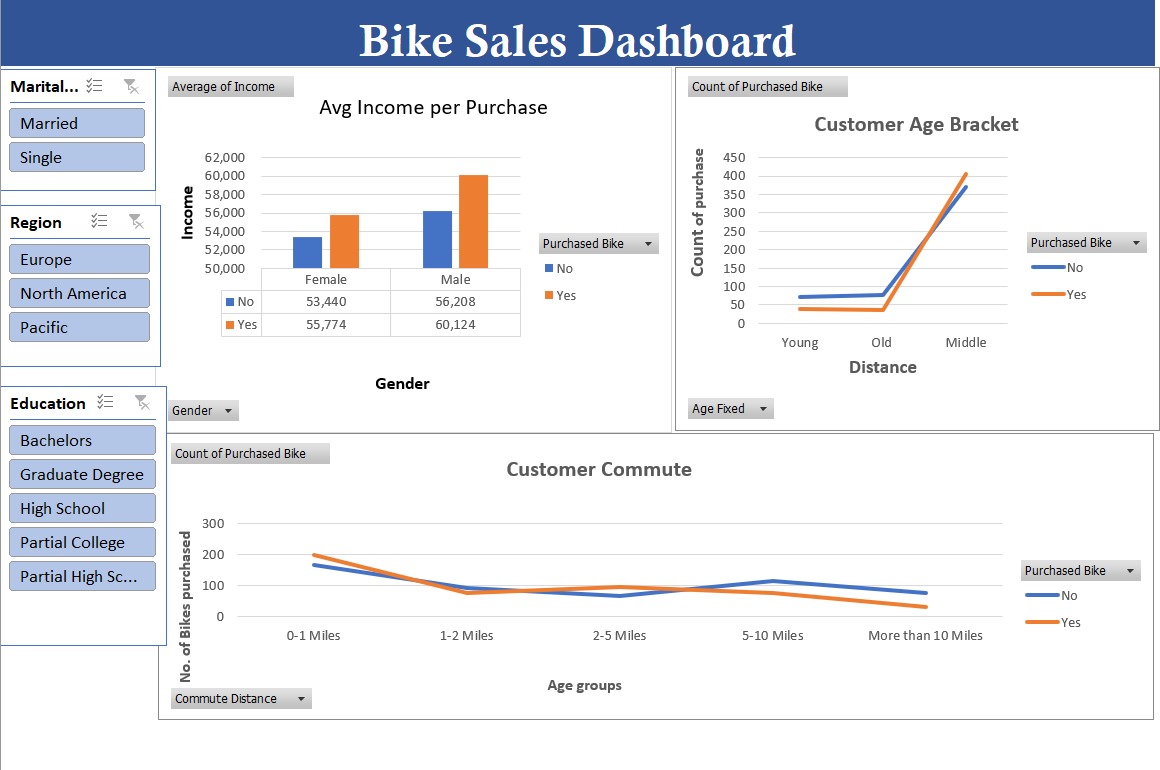 Bike Sales Dashboard
Marital...
Married
Single
Region
Europe
North America
Pacific
Education
Bachelors
Graduate Degree
High School
Partial College
Partial High Sc...
Average of Income
Avg Income per Purchase
Income
62,000
60,000
58,000
56,000
54,000
52,000
50,000
Female Male
No 53,440 56,208
Yes 55,774 60,124
Gender
Purchased Bike
No
Yes
Gender
Count of Purchased Bike
Customer Age Bracket
Count of purchase
450
400
350
300
250
200
150
100
50
0
Young Old Middle
Distance
Purchased Bike
No
Yes
Age Fixed
Count of Purchased Bike
Customer Commute
No. of Bikes purchased
300
200
100
0
0-1 Miles 1-2 Miles 2-5 Miles 5-10 Miles More than 10 Miles
Age groups
Purchased Bike
No
Yes
Commute Distance